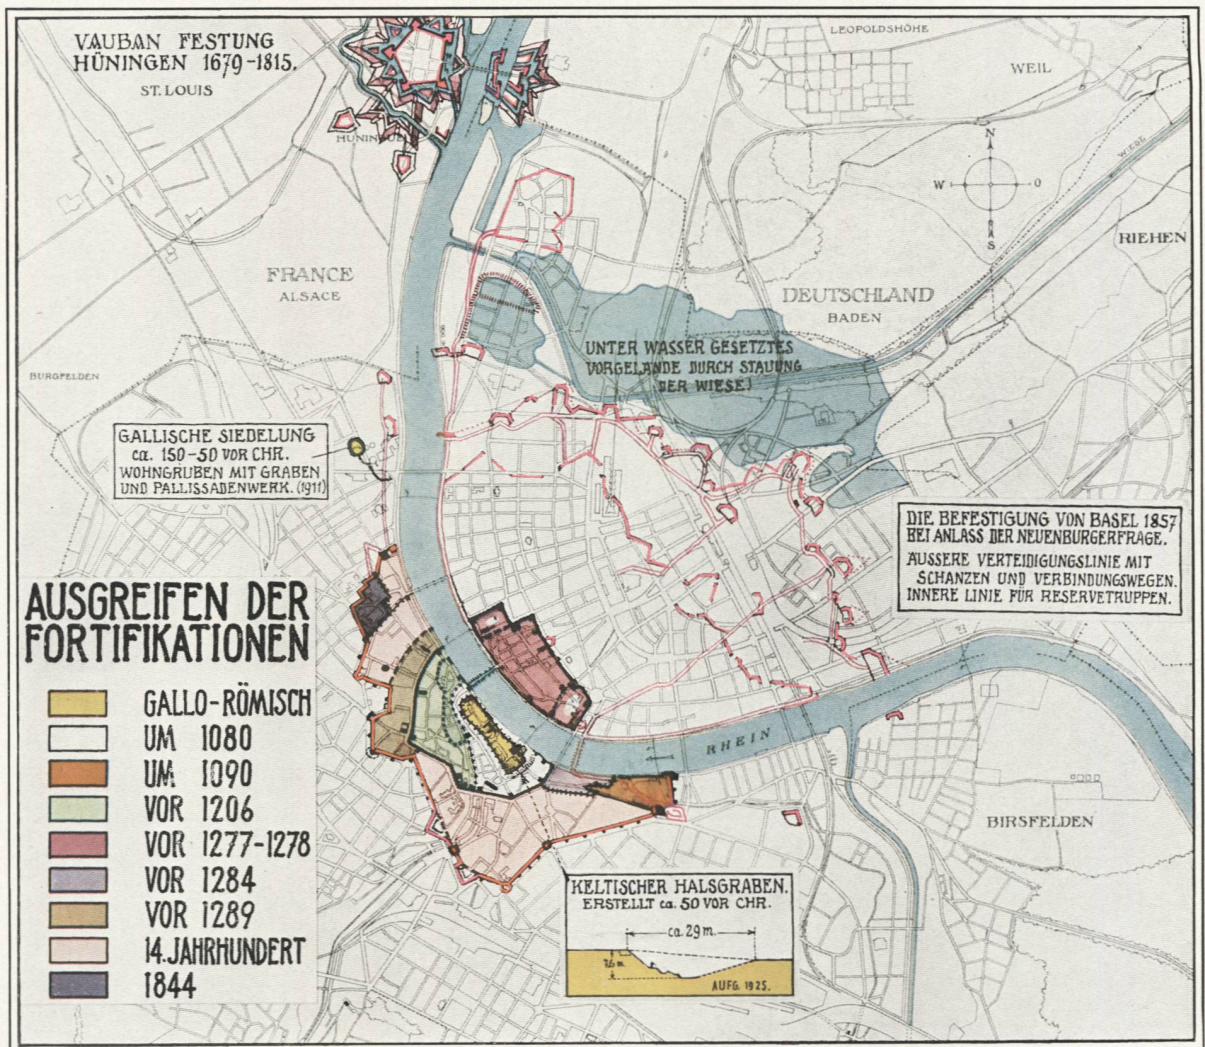 VAUBAN FESTUNG
HÜNINGEN 1679-1815.
ST. LOUIS
LEOPOLDSHÖHE
WEIL
WIESE
N
W
O
S
RIEHEN
FRANCE
ALSACE
DEUTSCHLAND
BADEN
UNTER WASSER GESETZTES
VORGELÄNDE DURCH STAUUNG
DER WIESE)
BURGFELDEN
GALLISCHE SIEDELUNG
ca. 150-50 VOR CHR.
WOHNGRUBEN MIT GRABEN
UND PALLISSADENWERK. (1911)
DIE BEFESTIGUNG VON BASEL 1857
BEI ANLASS DER NEUENBURGERFRAGE.
ÄUSSERE VERTEIDIGUNGSLINIE MIT
SCHANZEN UND VERBINDUNGSWEGEN.
INNERE LINIE FÜR RESERVETRUPPEN.
AUSGREIFEN DER
FORTIFIKATIONEN
GALLO-RÖMISCH
UM 1080
UM 1090
VOR 1206
VOR 1277-1278
VOR 1284
VOR 1289
14. JAHRHUNDERT
1844
RHEIN
BIRSFELDEN
KELTISCHER HALSGRABEN.
ERSTELLT ca. 50 VOR CHR.
ca 29 m.
AUFG. 1925.